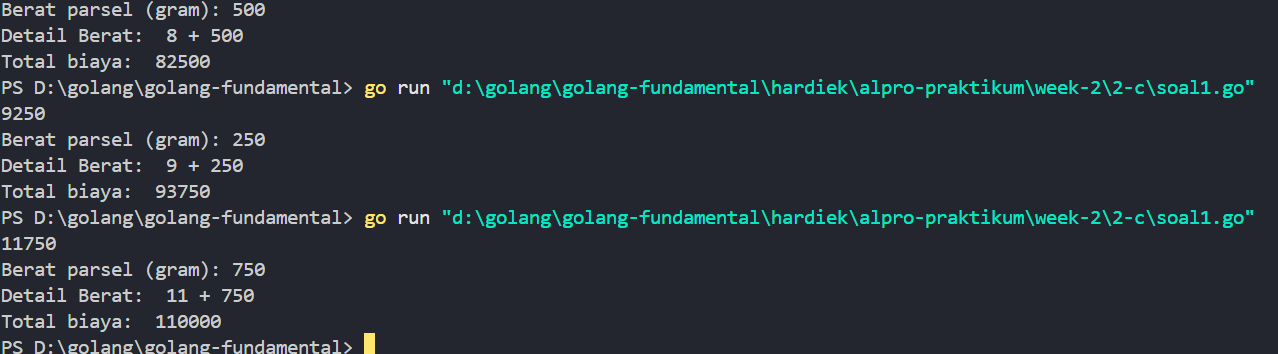 Berat parsel (gram): 500
Detail Berat:  8 + 500
Total biaya:  82500
PS D:\golang\golang-fundamental> go run "d:\golang\golang-fundamental\hardiek\alpro-praktikum\week-2\2-c\soal1.go"
9250
Berat parsel (gram): 250
Detail Berat:  9 + 250
Total biaya:  93750
PS D:\golang\golang-fundamental> go run "d:\golang\golang-fundamental\hardiek\alpro-praktikum\week-2\2-c\soal1.go"
11750
Berat parsel (gram): 750
Detail Berat:  11 + 750
Total biaya:  110000
PS D:\golang\golang-fundamental>